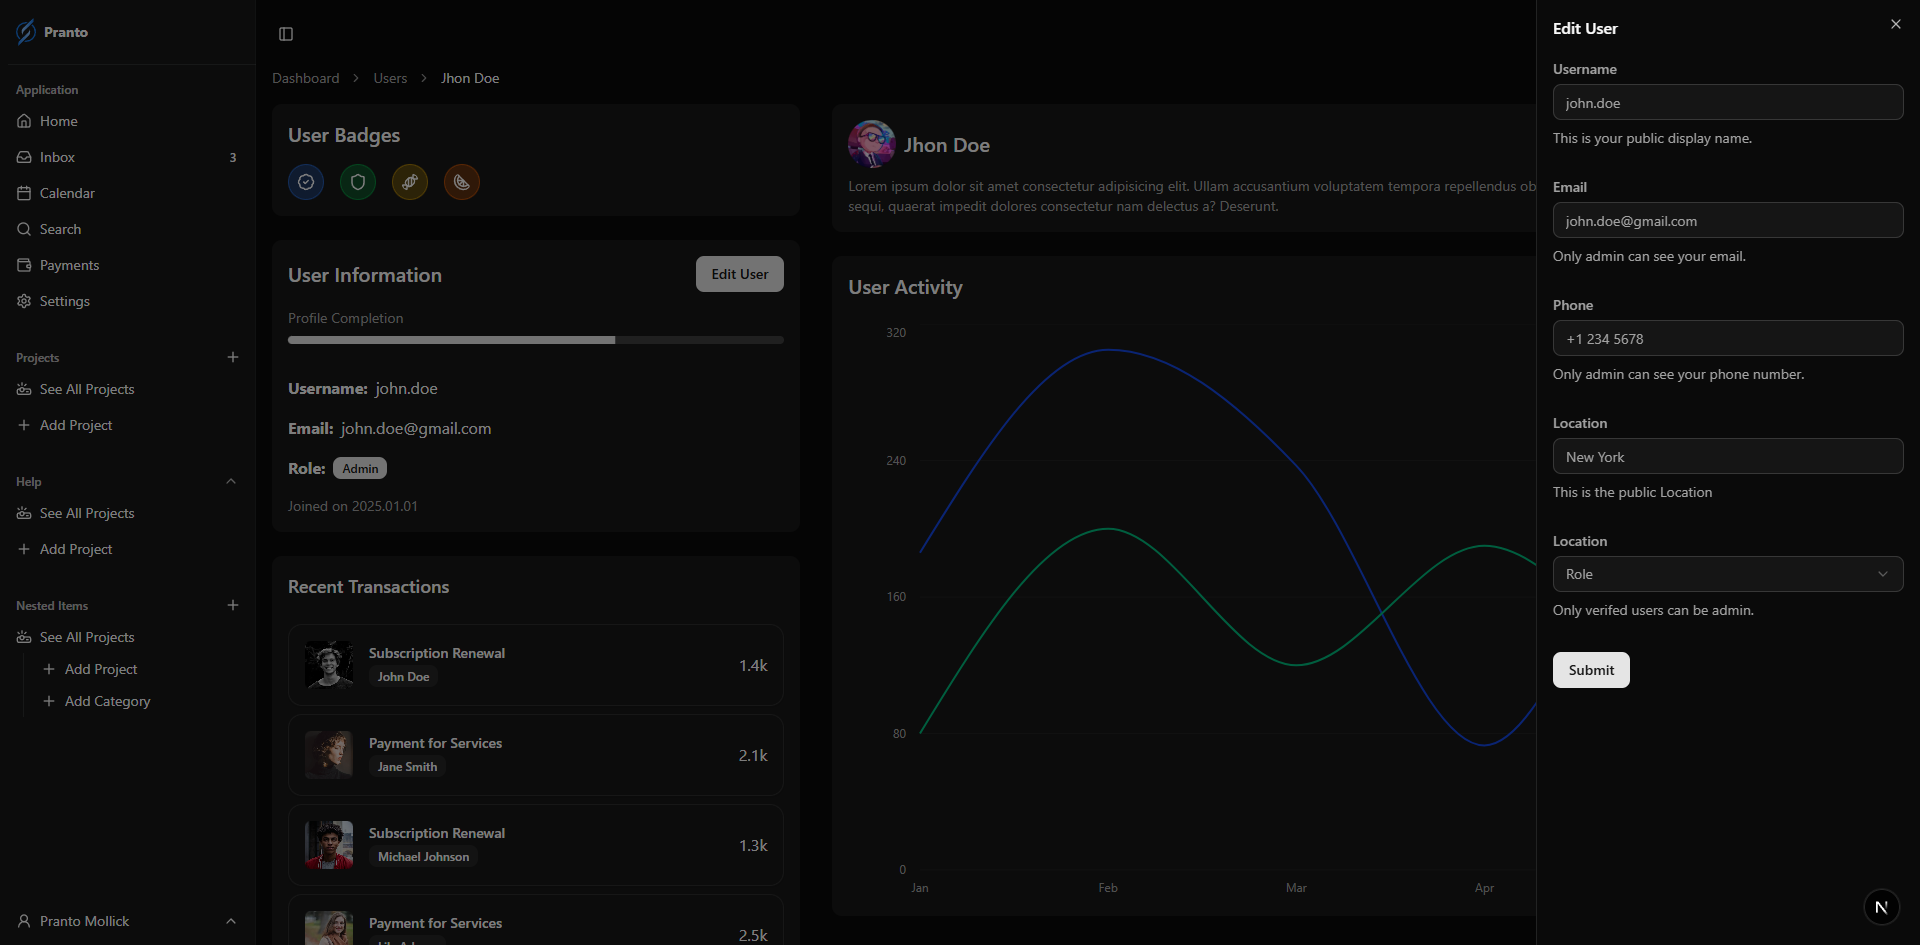 Pranto
Application
Home
Inbox 3
Calendar
Search
Payments
Settings
Projects
See All Projects
Add Project
Help
See All Projects
Add Project
Nested Items
See All Projects
Add Project
Add Category
Pranto Mollick
Dashboard > Users > Jhon Doe
User Badges
User Information
Edit User
Profile Completion
Username: john.doe
Email: john.doe@gmail.com
Role: Admin
Joined on 2025.01.01
Recent Transactions
Subscription Renewal
John Doe
1.4k
Payment for Services
Jane Smith
2.1k
Subscription Renewal
Michael Johnson
1.3k
Payment for Services
2.5k
Jhon Doe
Lorem ipsum dolor sit amet consectetur adipisicing elit. Ullam accusantium voluptatem tempora repellendus ob
sequi, quaerat impedit dolores consectetur nam delectus a? Deserunt.
User Activity
320
240
160
80
0
Jan Feb Mar Apr
Edit User
Username
john.doe
This is your public display name.
Email
john.doe@gmail.com
Only admin can see your email.
Phone
+1 234 5678
Only admin can see your phone number.
Location
New York
This is the public Location
Location
Role
Only verifed users can be admin.
Submit
N